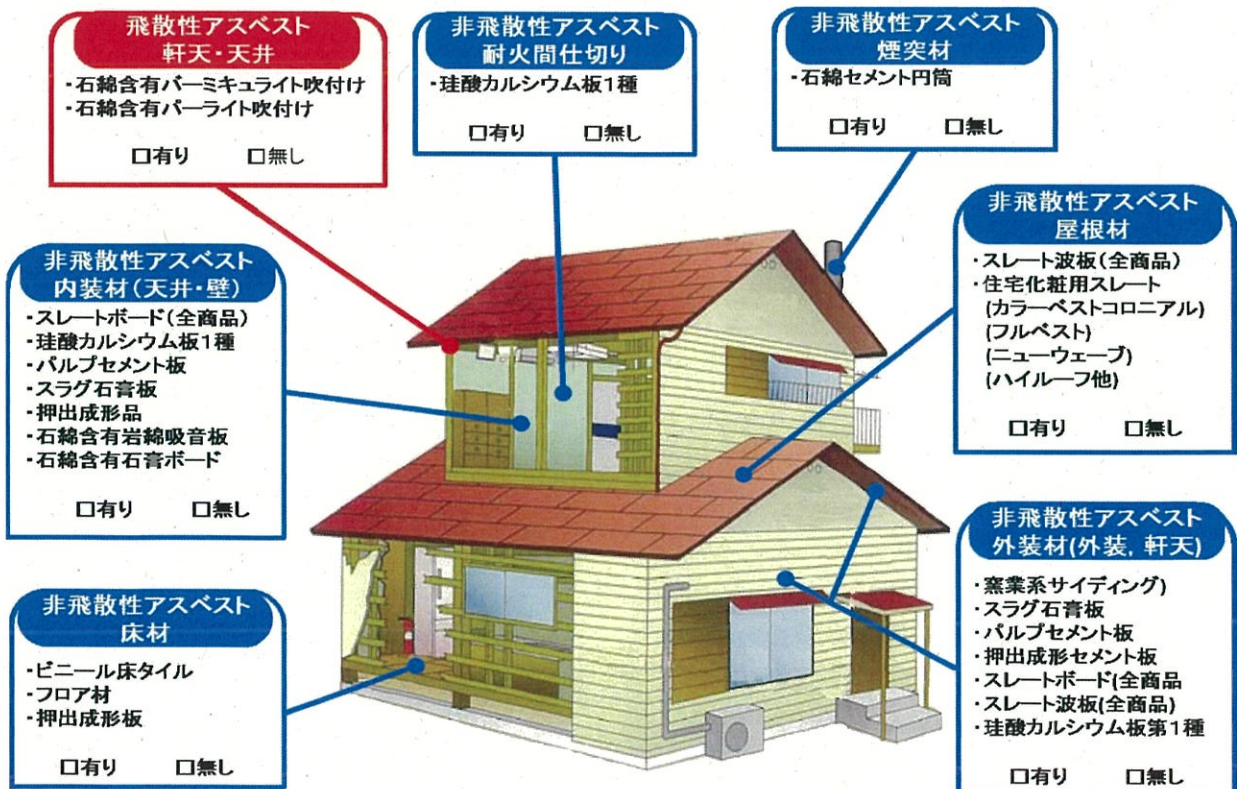 飛散性アスベスト
軒天・天井
・石綿含有バーミキュライト吹付け
・石綿含有パーライト吹付け
□有り □無し
非飛散性アスベスト
耐火間仕切り
・珪酸カルシウム板1種
□有り □無し
非飛散性アスベスト
煙突材
・石綿セメント円筒
□有り □無し
非飛散性アスベスト
内装材(天井・壁)
・スレートボード(全商品)
・珪酸カルシウム板1種
・パルプセメント板
・スラグ石膏板
・押出成形品
・石綿含有岩綿吸音板
・石綿含有石膏ボード
□有り □無し
非飛散性アスベスト
屋根材
・スレート波板(全商品)
・住宅化粧用スレート
(カラーベストコロニアル)
(フルベスト)
(ニューウェーブ)
(ハイルーフ他)
□有り □無し
非飛散性アスベスト
床材
・ビニール床タイル
・フロア材
・押出成形板
□有り □無し
非飛散性アスベスト
外装材(外装,軒天)
・窯業系サイディング)
・スラグ石膏板
・パルプセメント板
・押出成形セメント板
・スレートボード(全商品
・スレート波板(全商品)
・珪酸カルシウム板第1種
□有り □無し